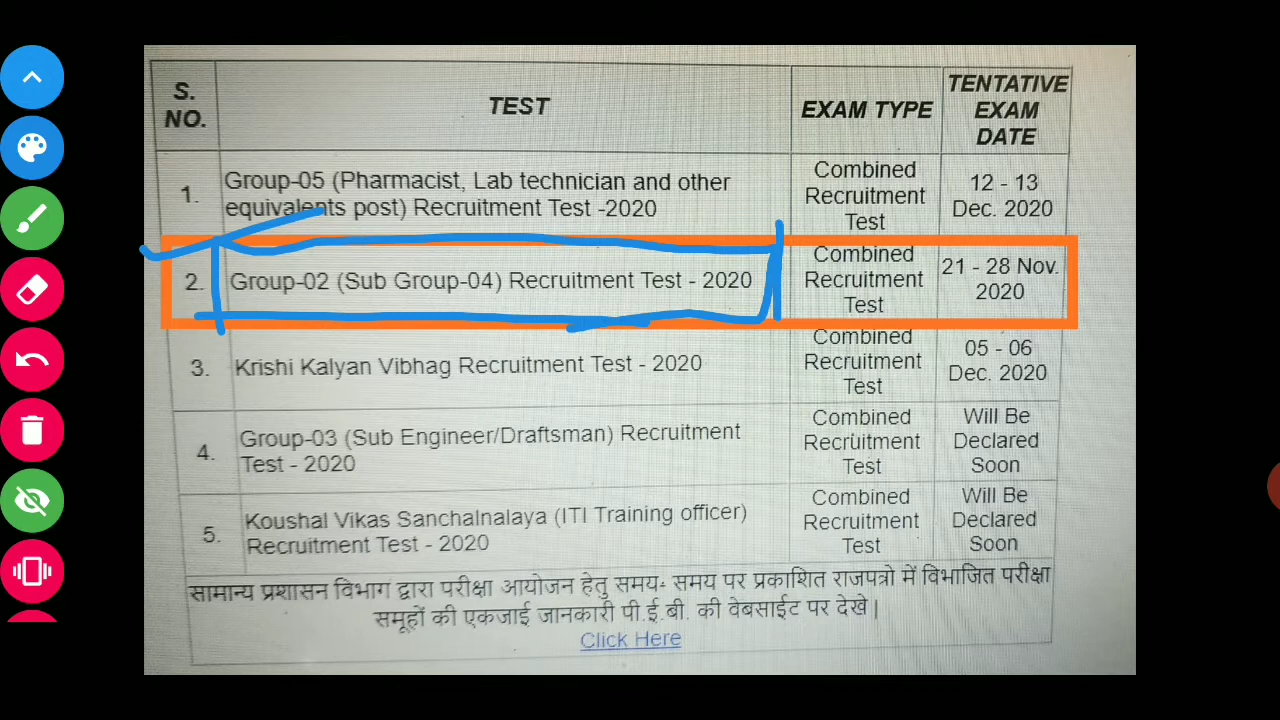 S. NO. TEST EXAM TYPE TENTATIVE EXAM DATE
1. Group-05 (Pharmacist, Lab technician and other
equivalents post) Recruitment Test -2020
Combined
Recruitment
Test
12 - 13
Dec. 2020
2. Group-02 (Sub Group-04) Recruitment Test - 2020
Combined
Recruitment
Test
21 - 28 Nov.
2020
3. Krishi Kalyan Vibhag Recruitment Test - 2020
Combined
Recruitment
Test
05 - 06
Dec. 2020
4. Group-03 (Sub Engineer/Draftsman) Recruitment
Test - 2020
Combined
Recruitment
Test
Will Be
Declared
Soon
5. Koushal Vikas Sanchalnalaya (ITI Training officer)
Recruitment Test - 2020
Combined
Recruitment
Test
Will Be
Declared
Soon
सामान्य प्रशासन विभाग द्वारा परीक्षा आयोजन हेतु समय- समय पर प्रकाशित राजपत्रो में विभाजित परीक्षा
समूहों की एकजाई जानकारी पी.ई.बी. की वेबसाईट पर देखे|
Click Here